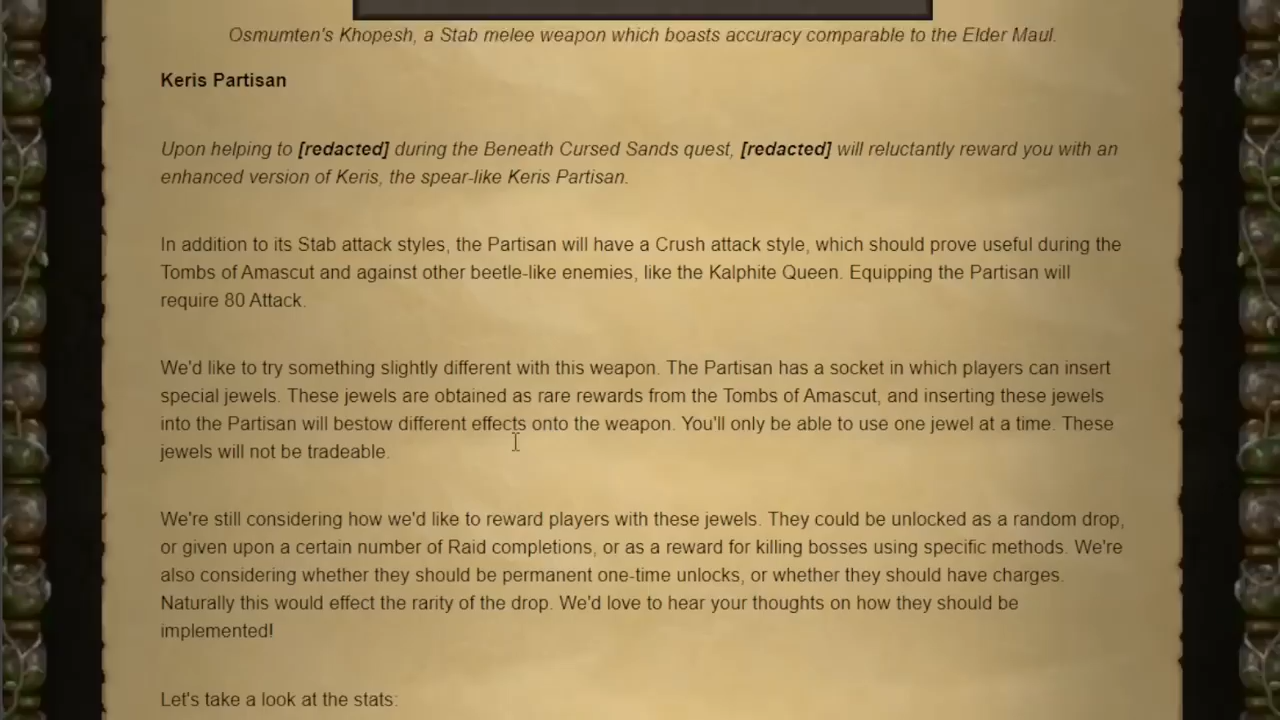 Osmumten's Khopesh, a Stab melee weapon which boasts accuracy comparable to the Elder Maul.
Keris Partisan
Upon helping to [redacted] during the Beneath Cursed Sands quest, [redacted] will reluctantly reward you with an
enhanced version of Keris, the spear-like Keris Partisan.
In addition to its Stab attack styles, the Partisan will have a Crush attack style, which should prove useful during the
Tombs of Amascut and against other beetle-like enemies, like the Kalphite Queen. Equipping the Partisan will
require 80 Attack.
We'd like to try something slightly different with this weapon. The Partisan has a socket in which players can insert
special jewels. These jewels are obtained as rare rewards from the Tombs of Amascut, and inserting these jewels
into the Partisan will bestow different effects onto the weapon. You'll only be able to use one jewel at a time. These
jewels will not be tradeable.
We're still considering how we'd like to reward players with these jewels. They could be unlocked as a random drop,
or given upon a certain number of Raid completions, or as a reward for killing bosses using specific methods. We're
also considering whether they should be permanent one-time unlocks, or whether they should have charges.
Naturally this would effect the rarity of the drop. We'd love to hear your thoughts on how they should be
implemented!
Let's take a look at the stats: